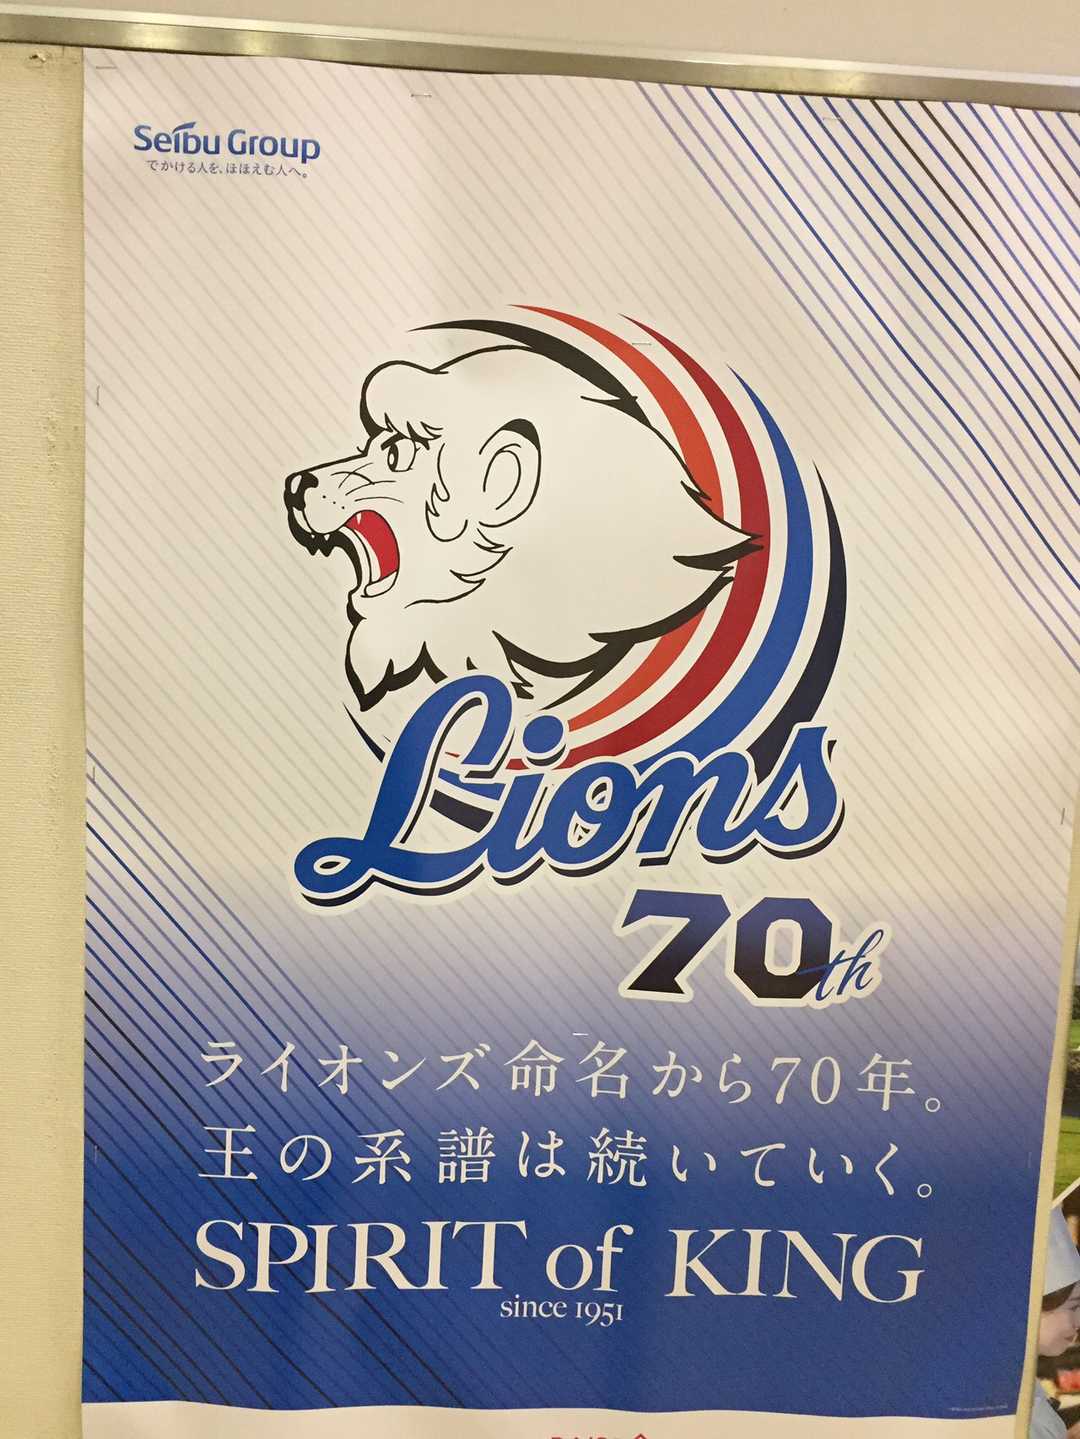 Seibu Group
でかける人を、ほほえむ人へ。
Lions
70th
ライオンズ命名から70年。
王の系譜は続いていく。
SPIRIT of KING
since 1951